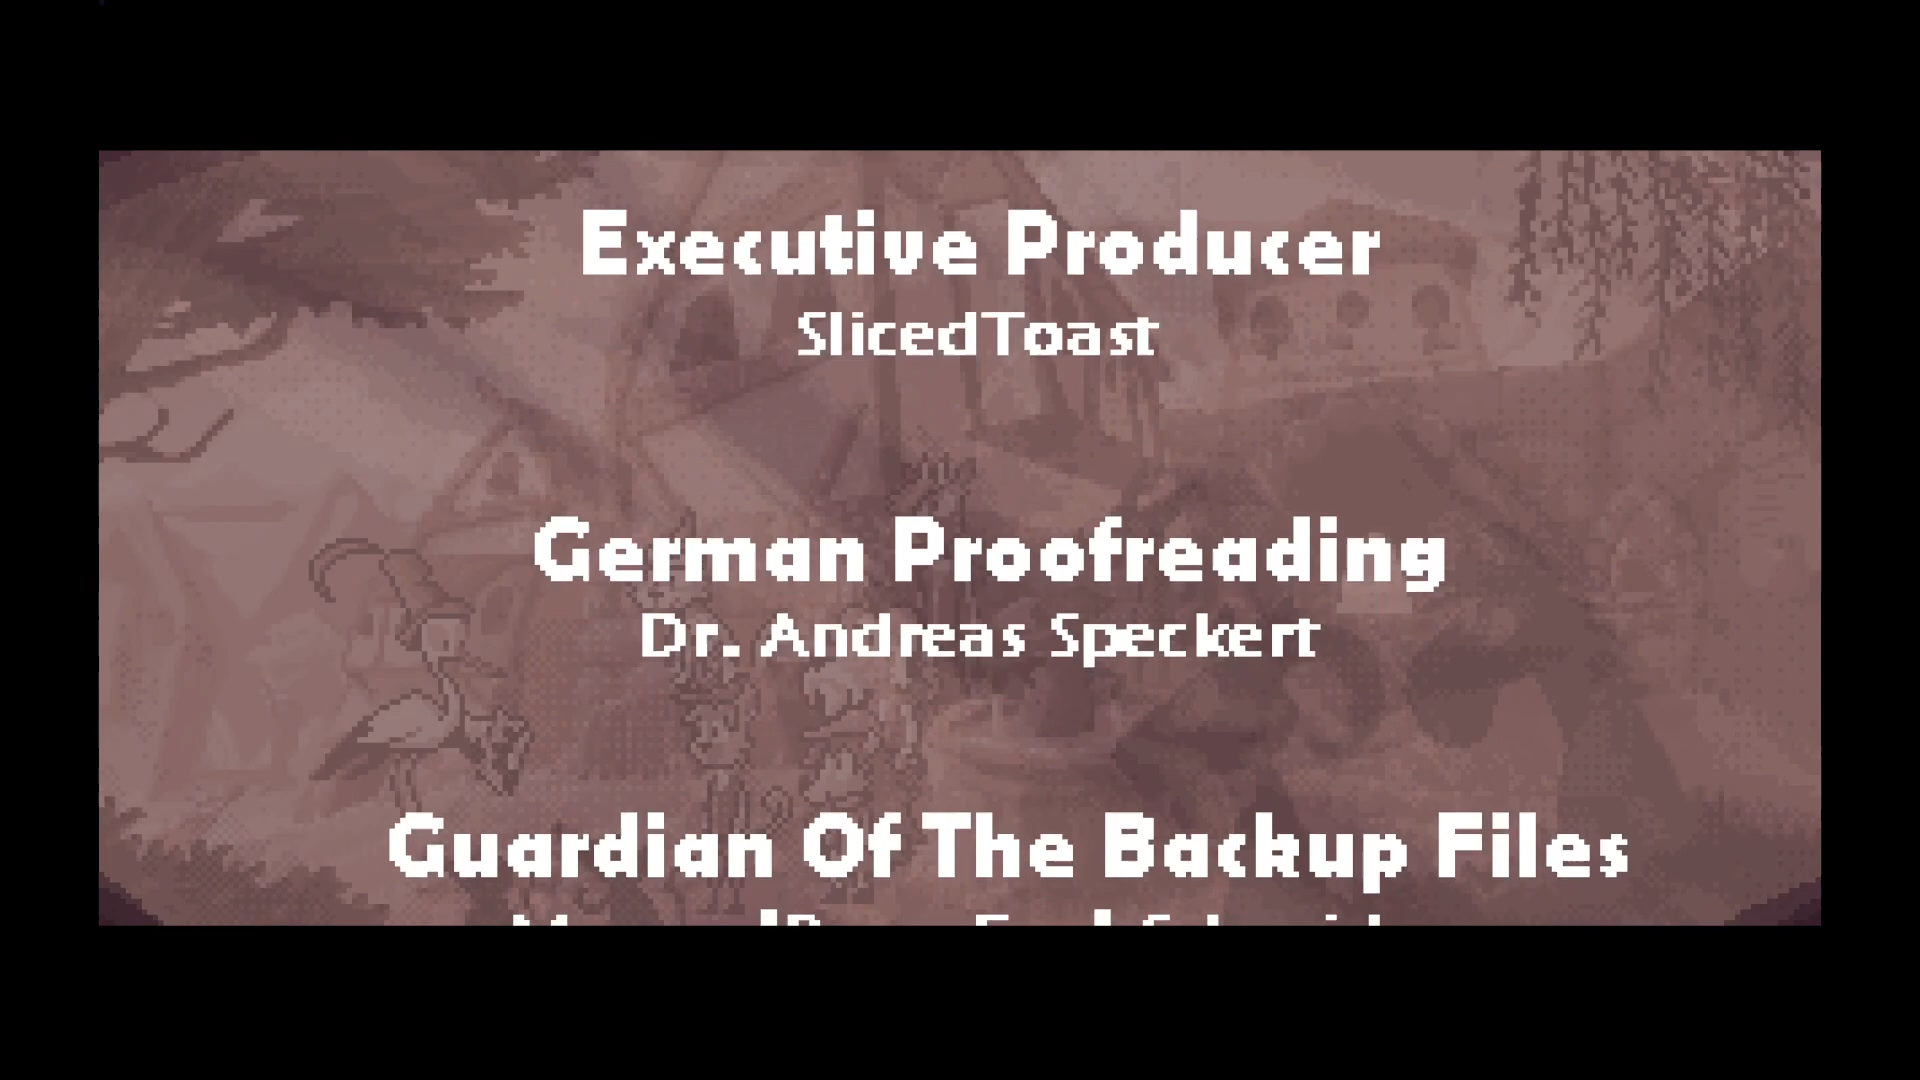 Executive Producer
SlicedToast
German Proofreading
Dr. Andreas Speckert
Guardian Of The Backup Files